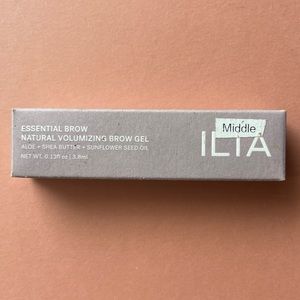 ESSENTIAL BROW
NATURAL VOLUMIZING BROW GEL
ALOE + SHEA BUTTER + SUNFLOWER SEED OIL
NET WT. 0.13fl oz | 3.8ml
Middle
ILIA